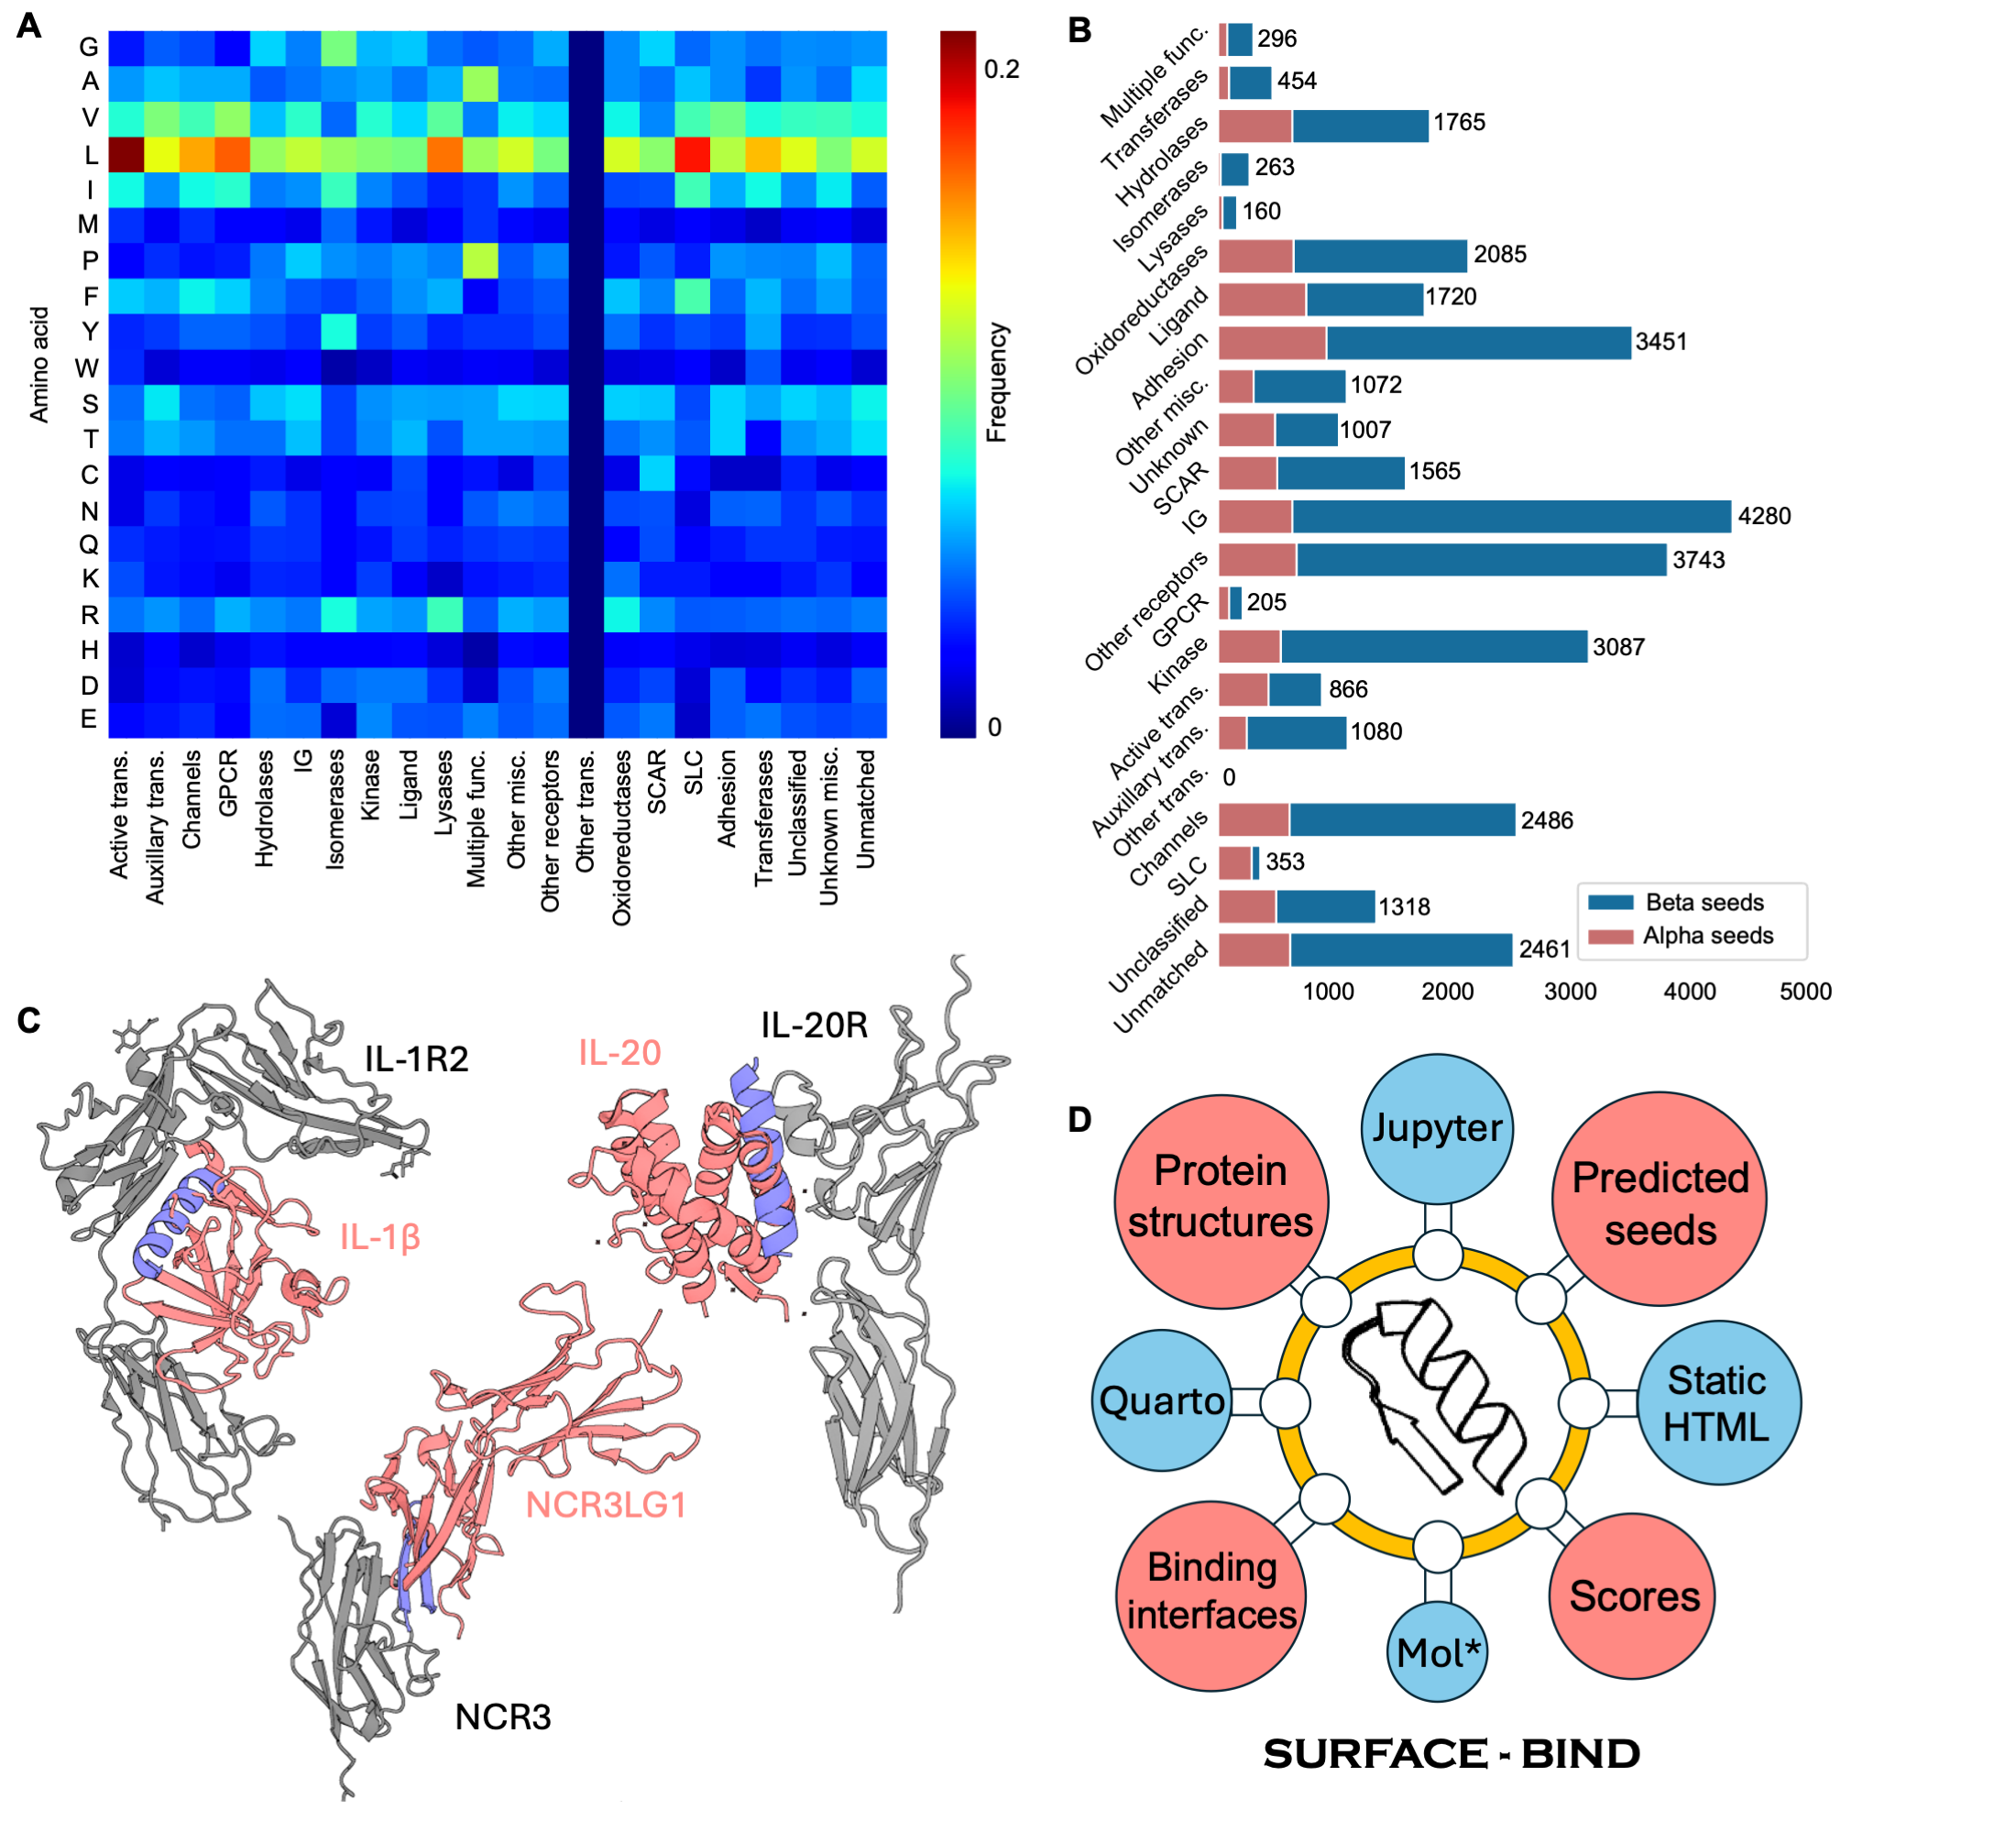 A
G
A
V
L
I
M
P
F
Y
W
S
T
C
N
Q
K
R
H
D
E
Amino acid
Active trans.
Auxillary trans.
Channels
GPCR
Hydrolases
IG
Isomerases
Kinase
Ligand
Lysases
Multiple func.
Other misc.
Other receptors
Other trans.
Oxidoreductases
SCAR
SLC
Adhesion
Transferases
Unclassified
Unknown misc.
Unmatched
0.2
Frequency
0
B
Multiple func. 296
Transferases 454
Hydrolases 1765
Isomerases 263
Lysases 160
Oxidoreductases 2085
Ligand 1720
Adhesion 3451
Other misc. 1072
Unknown 1007
SCAR 1565
IG 4280
Other receptors 3743
GPCR 205
Kinase 3087
Active trans. 866
Auxillary trans. 1080
Other trans. 0
Channels 2486
SLC 353
Unclassified 1318
Unmatched 2461
Beta seeds
Alpha seeds
1000 2000 3000 4000 5000
C
IL-1R2
IL-1β
IL-20
IL-20R
NCR3LG1
NCR3
D
Jupyter
Protein
structures
Predicted
seeds
Quarto
Static
HTML
Binding
interfaces
Mol*
Scores
SURFACE - BIND